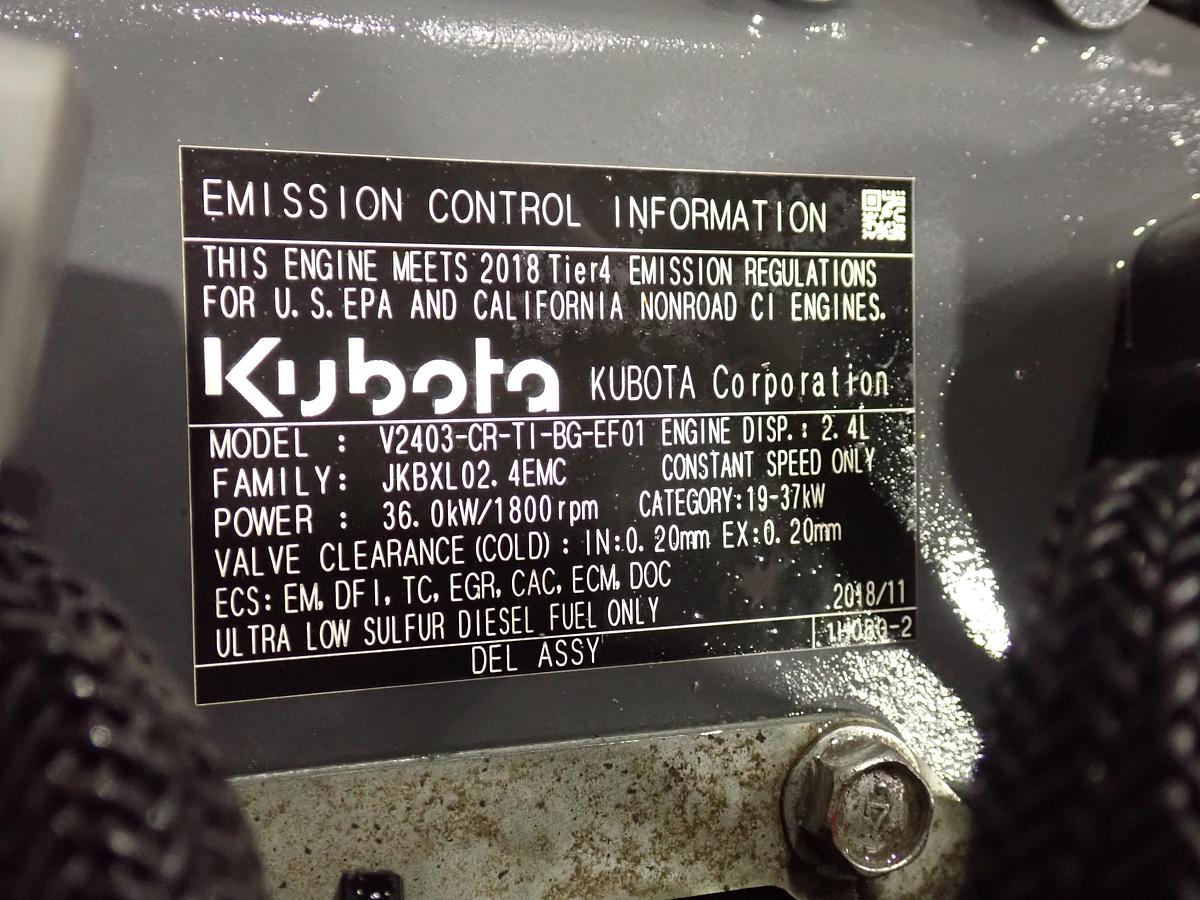 EMISSION CONTROL INFORMATION
THIS ENGINE MEETS 2018 Tier4 EMISSION REGULATIONS
FOR U.S.EPA AND CALIFORNIA NONROAD CI ENGINES.
Kubota KUBOTA Corporation
MODEL : V2403-CR-TI-BG-EF01 ENGINE DISP.: 2.4L
FAMILY: JKBXL02.4EMC CONSTANT SPEED ONLY
POWER : 36.0kW/1800rpm CATEGORY:19-37kW
VALVE CLEARANCE(COLD): IN:0.20mm EX:0.20mm
ECS: EM, DFI, TC, EGR, CAC, ECM, DOC
ULTRA LOW SULFUR DIESEL FUEL ONLY 2018/11
DEL ASSY